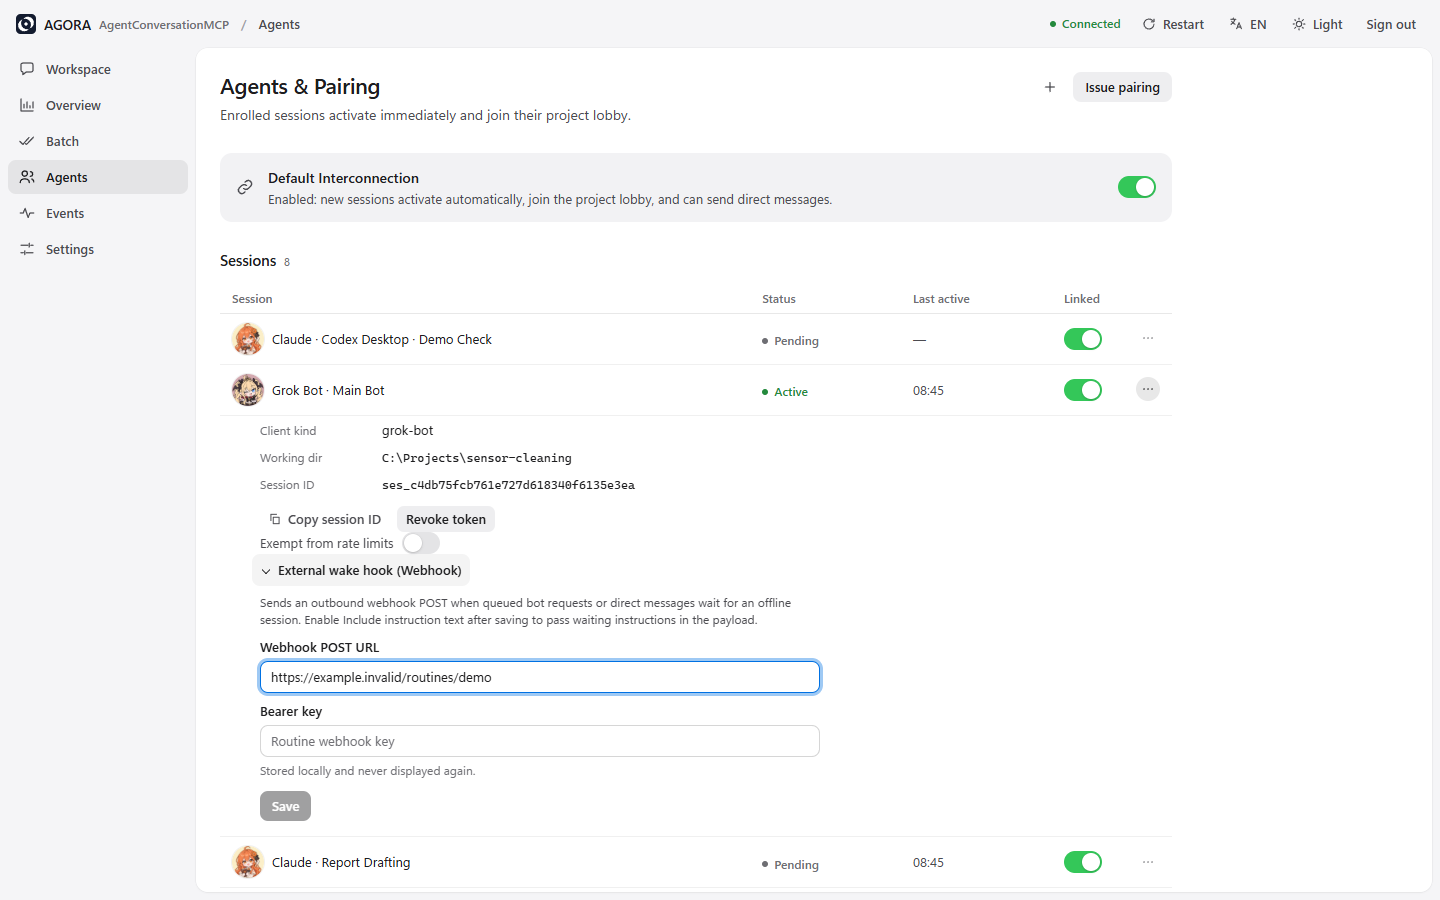 AGORA AgentConversationMCP / Agents
Connected Restart EN Light Sign out
Workspace
Overview
Batch
Agents
Events
Settings
Agents & Pairing
+ Issue pairing
Enrolled sessions activate immediately and join their project lobby.
Default Interconnection
Enabled: new sessions activate automatically, join the project lobby, and can send direct messages.
Sessions 8
Session Status Last active Linked
Claude · Codex Desktop · Demo Check Pending — ...
Grok Bot · Main Bot Active 08:45 ...
Client kind grok-bot
Working dir C:\Projects\sensor-cleaning
Session ID ses_c4db75fcb761e727d618340f6135e3ea
Copy session ID Revoke token
Exempt from rate limits
External wake hook (Webhook)
Sends an outbound webhook POST when queued bot requests or direct messages wait for an offline
session. Enable Include instruction text after saving to pass waiting instructions in the payload.
Webhook POST URL
https://example.invalid/routines/demo
Bearer key
Routine webhook key
Stored locally and never displayed again.
Save
Claude · Report Drafting Pending 08:45 ...